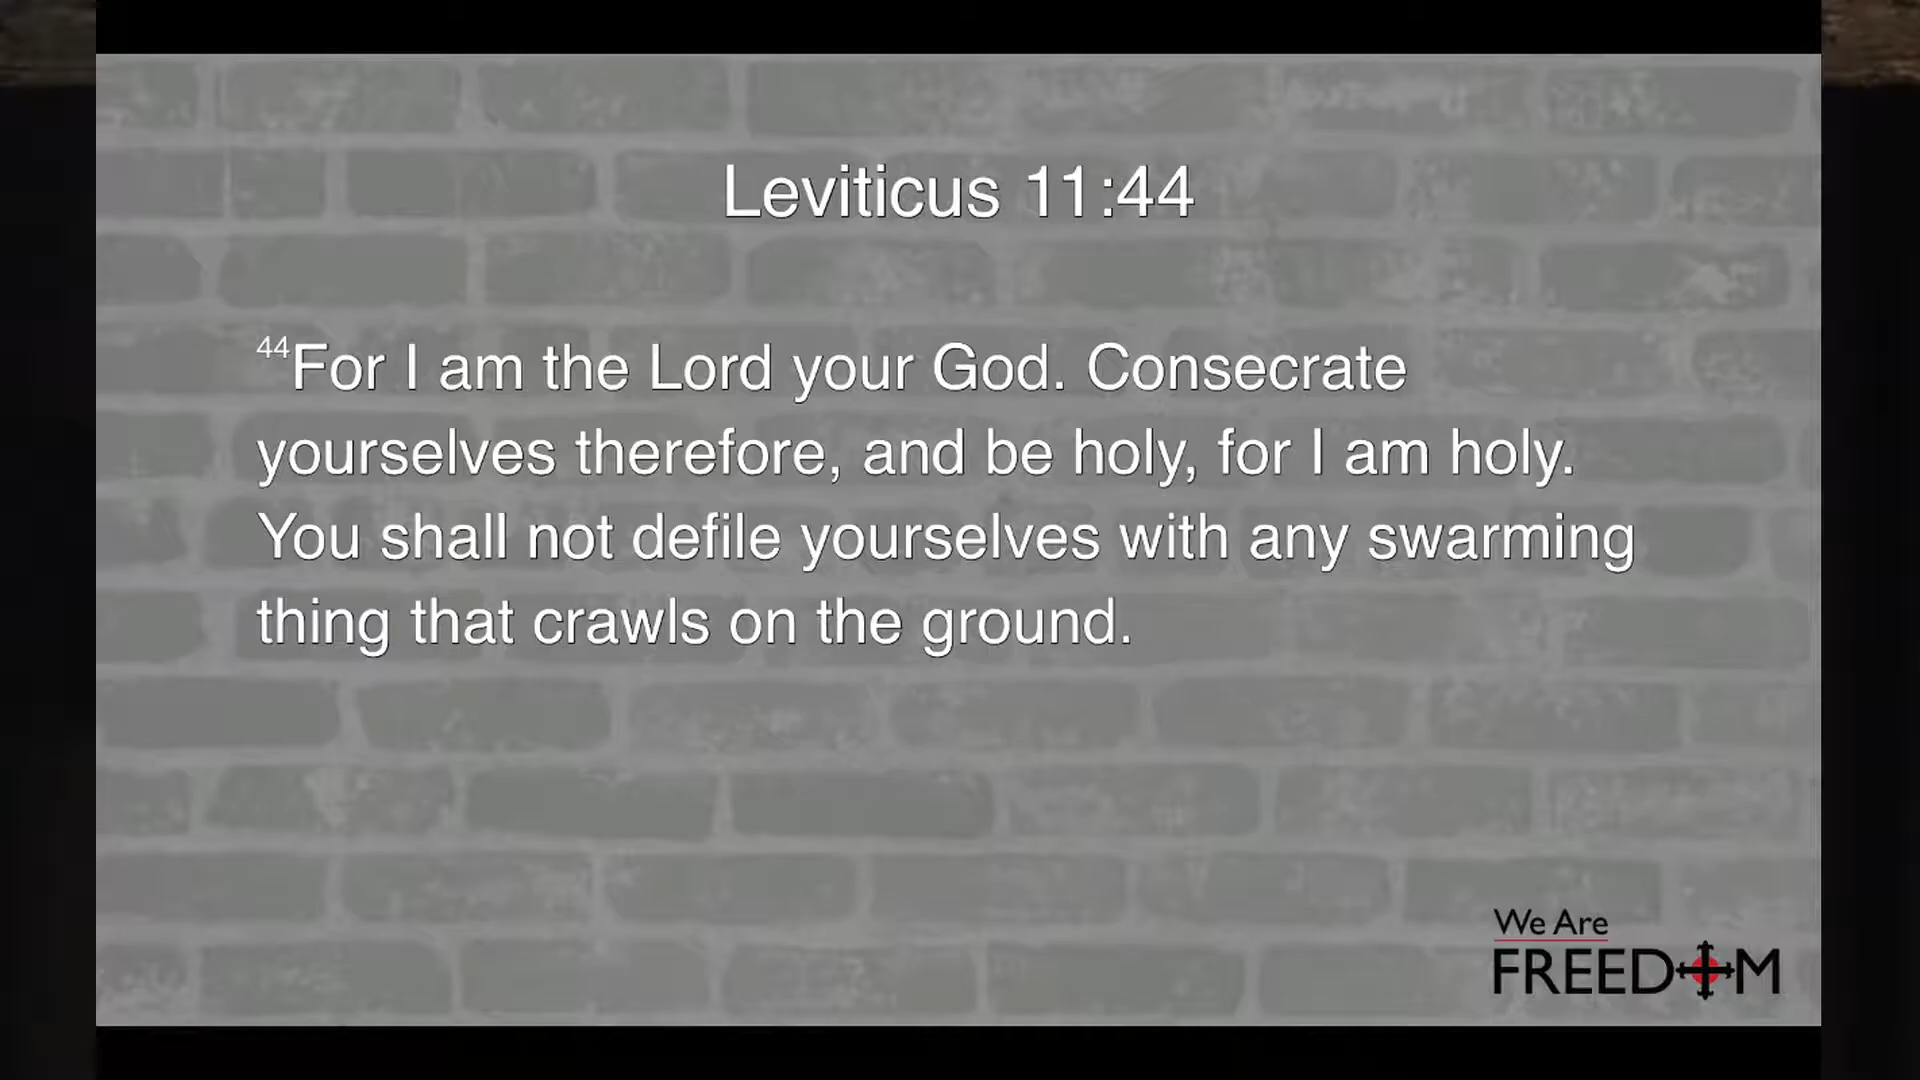 Leviticus 11:44
44For I am the Lord your God. Consecrate
yourselves therefore, and be holy, for I am holy.
You shall not defile yourselves with any swarming
thing that crawls on the ground.
We Are
FREEDOM